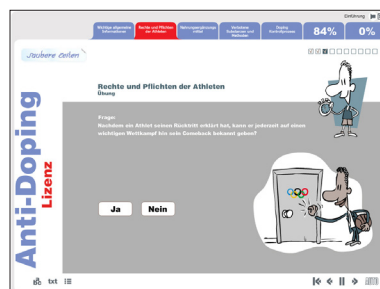 Einführung
Wichtige allgemeine Informationen
Rechte und Pflichten der Athleten
Nahrungsergänzungsmittel
Verbotene Substanzen und Methoden
Doping Kontrollprozess
84%
0%
Saubere Zeiten
Rechte und Pflichten der Athleten
Übung
Frage:
Nachdem ein Athlet seinen Rücktritt erklärt hat, kann er jederzeit auf einen
wichtigen Wettkampf hin sein Comeback bekannt geben?
Ja
Nein
Anti-Doping
Lizenz
txt